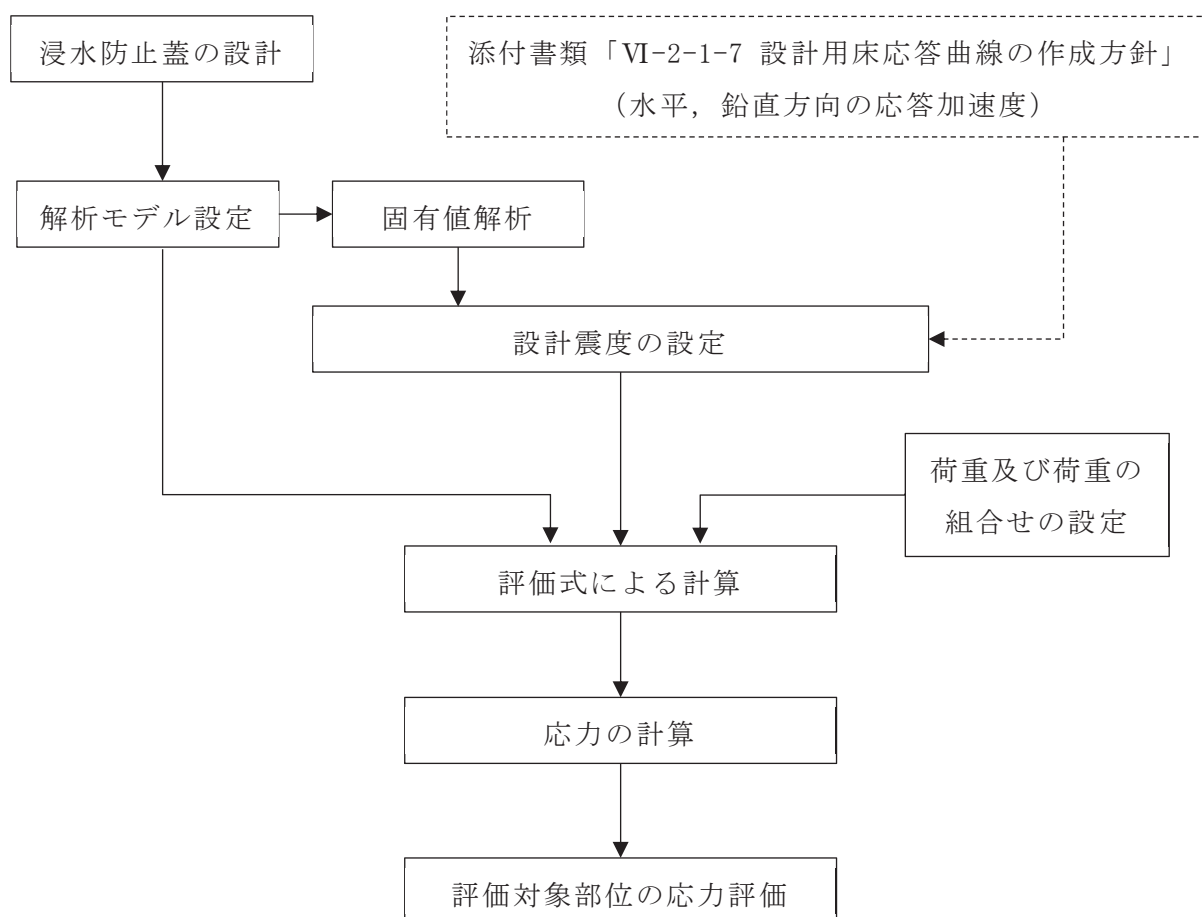 浸水防止蓋の設計
添付書類「Ⅵ-2-1-7 設計用床応答曲線の作成方針」
（水平，鉛直方向の応答加速度）
解析モデル設定
固有値解析
設計震度の設定
荷重及び荷重の
組合せの設定
評価式による計算
応力の計算
評価対象部位の応力評価